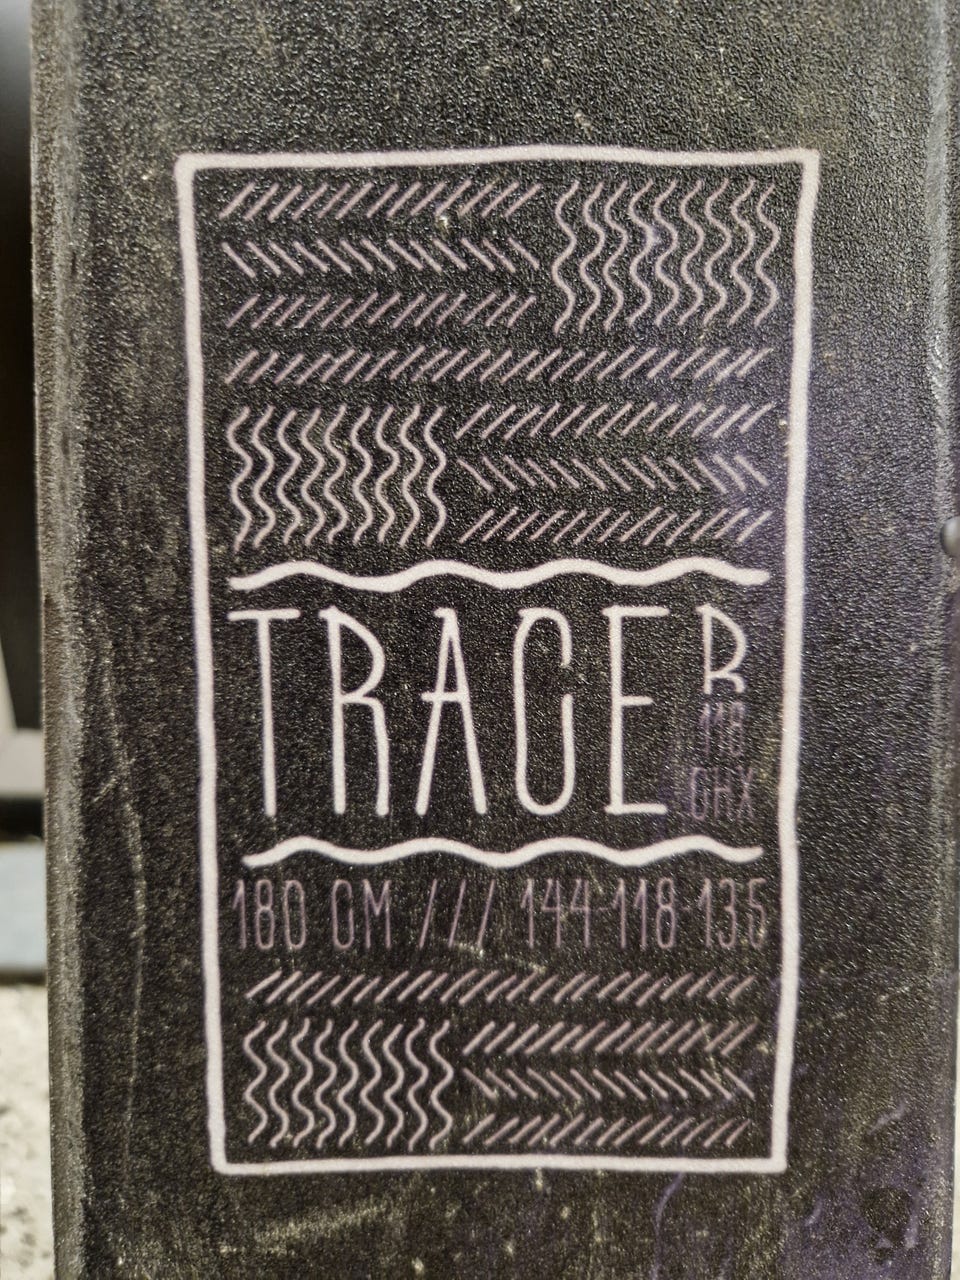 TRACER
118
CHX
180 CM /// 144-118-135